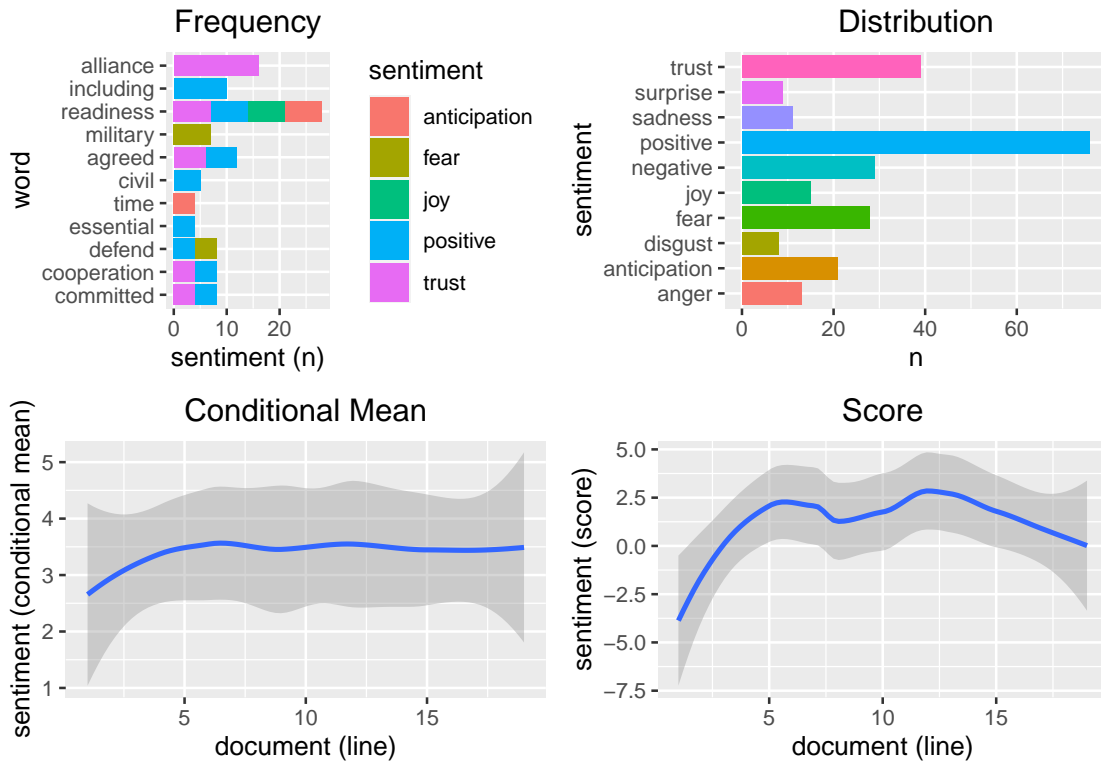 Frequency
alliance
including
readiness
military
agreed
civil
time
essential
defend
cooperation
committed
word
0 10 20
sentiment (n)
sentiment
anticipation
fear
joy
positive
trust
Distribution
trust
surprise
sadness
positive
negative
joy
fear
disgust
anticipation
anger
sentiment
0 20 40 60
n
Conditional Mean
5
4
3
2
1
sentiment (conditional mean)
5 10 15
document (line)
Score
5.0
2.5
0.0
−2.5
−5.0
−7.5
sentiment (score)
5 10 15
document (line)